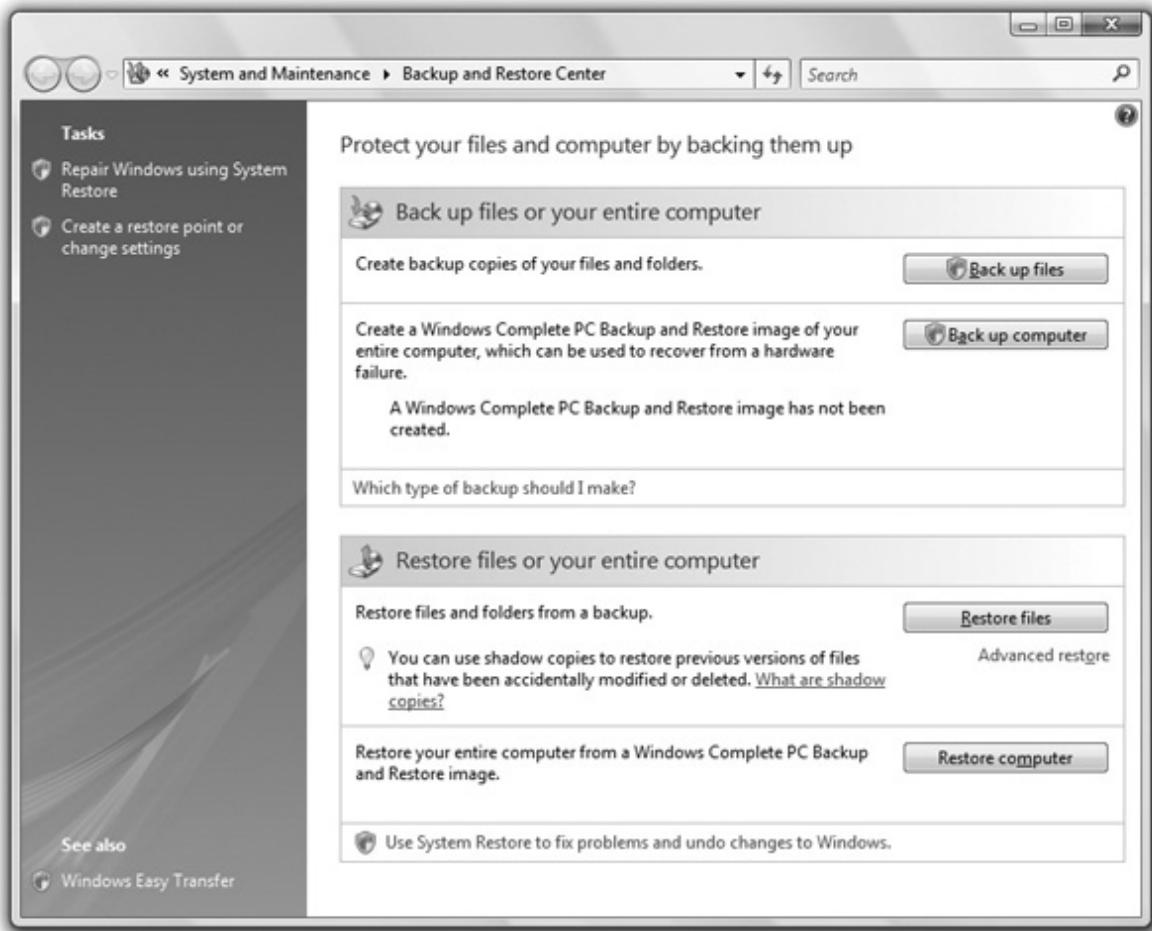 « System and Maintenance ▸ Backup and Restore Center
Search
Tasks
Repair Windows using System
Restore
Create a restore point or
change settings
See also
Windows Easy Transfer
Protect your files and computer by backing them up
Back up files or your entire computer
Create backup copies of your files and folders.
Back up files
Create a Windows Complete PC Backup and Restore image of your
entire computer, which can be used to recover from a hardware
failure.
Back up computer
A Windows Complete PC Backup and Restore image has not been
created.
Which type of backup should I make?
Restore files or your entire computer
Restore files and folders from a backup.
Restore files
You can use shadow copies to restore previous versions of files
that have been accidentally modified or deleted. What are shadow
copies?
Advanced restore
Restore your entire computer from a Windows Complete PC Backup
and Restore image.
Restore computer
Use System Restore to fix problems and undo changes to Windows.